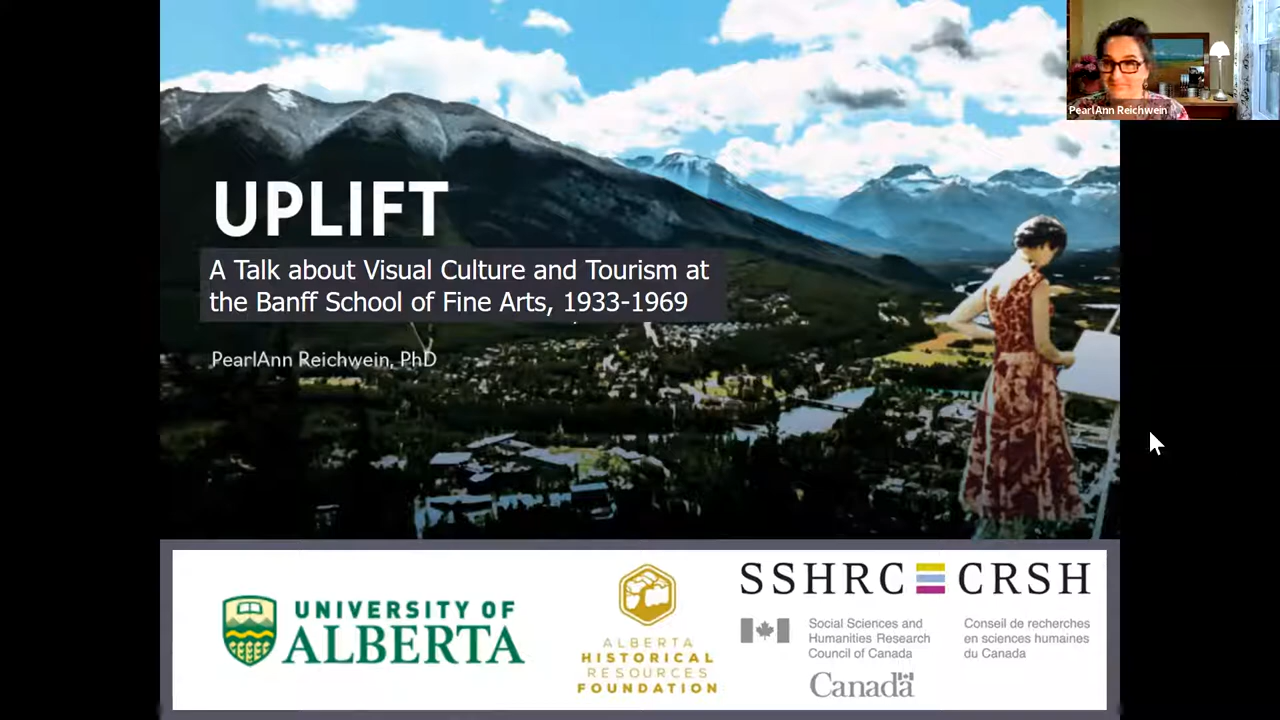 UPLIFT
A Talk about Visual Culture and Tourism at
the Banff School of Fine Arts, 1933-1969
PearlAnn Reichwein, PhD
PearlAnn Reichwein
UNIVERSITY OF
ALBERTA
ALBERTA
HISTORICAL
RESOURCES
FOUNDATION
SSHRC CRSH
Social Sciences and
Humanities Research
Council of Canada
Conseil de recherches
en sciences humaines
du Canada
Canada